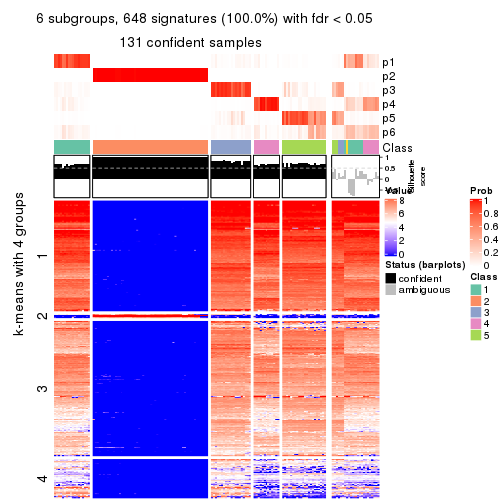 6 subgroups, 648 signatures (100.0%) with fdr < 0.05
131 confident samples
p1
p2
p3
p4
p5
p6
Class
1
0.5
0
Silhouette
score
k-means with 4 groups
1
2
3
4
Value
8
6
4
2
0
Status (barplots)
confident
ambiguous
Prob
1
0.8
0.6
0.4
0.2
0
Class
1
2
3
4
5